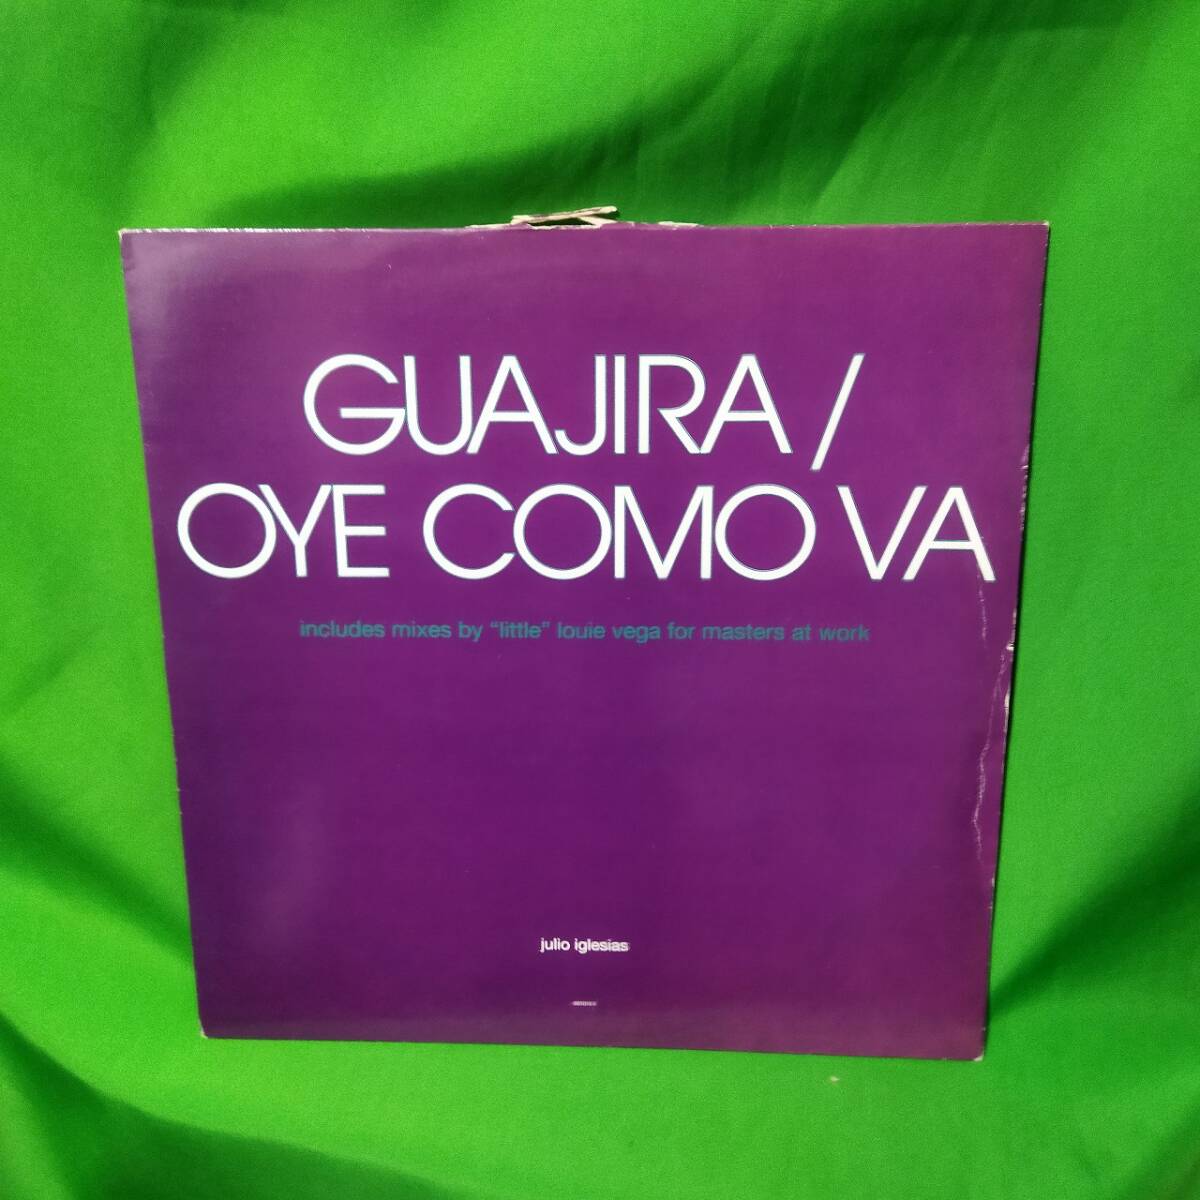 GUAJIRA /
OYE COMO VA
includes mixes by "little" louie vega for masters at work
julio iglesias